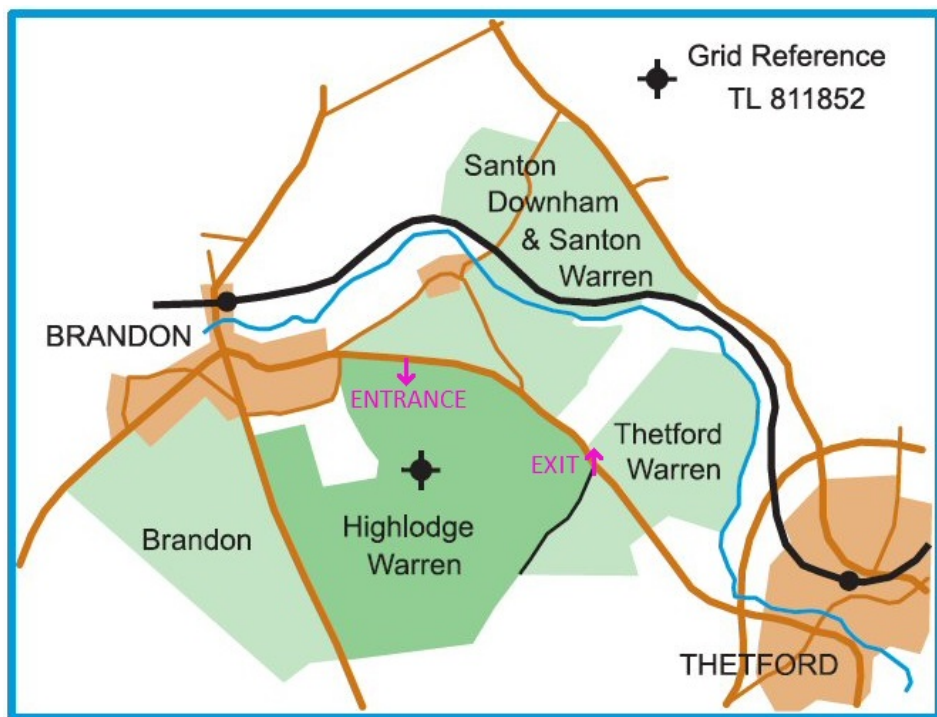 Grid Reference
TL 811852
Santon
Downham
& Santon
Warren
BRANDON
ENTRANCE
Thetford
Warren
EXIT
Highlodge
Warren
Brandon
THETFORD